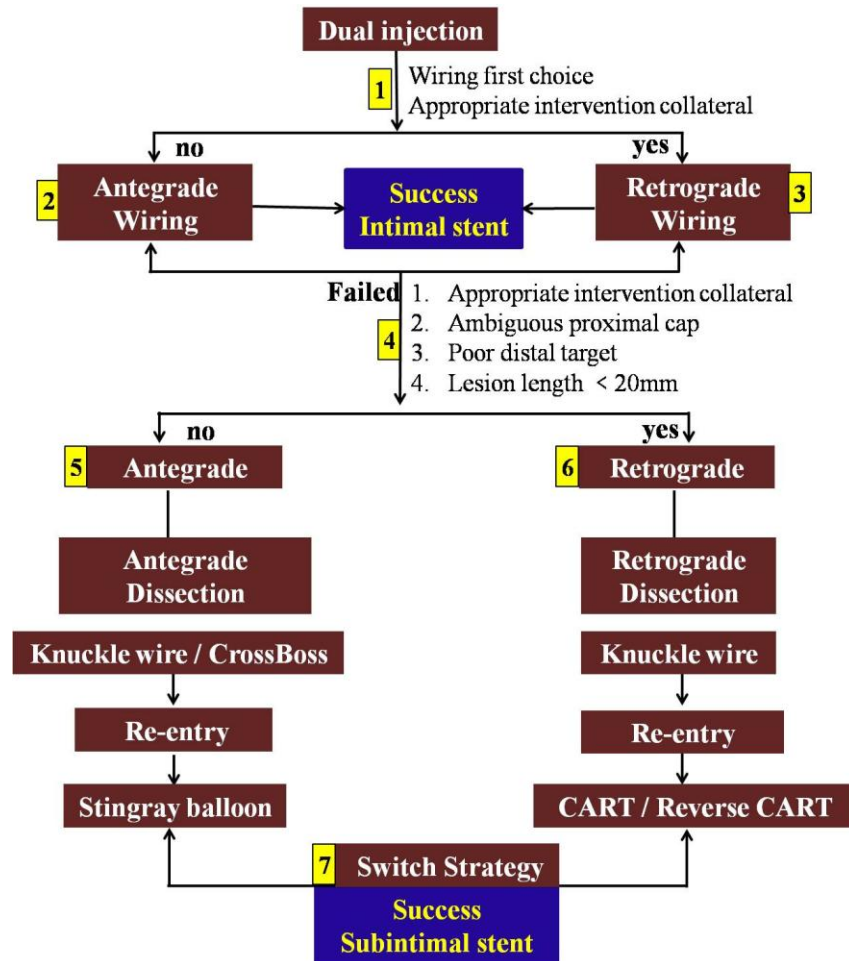 Dual injection
1
Wiring first choice
Appropriate intervention collateral
no
yes
2
Antegrade
Wiring
Success
Intimal stent
Retrograde
Wiring
3
Failed
4
1. Appropriate intervention collateral
2. Ambiguous proximal cap
3. Poor distal target
4. Lesion length < 20mm
no
yes
5
Antegrade
6
Retrograde
Antegrade
Dissection
Retrograde
Dissection
Knuckle wire / CrossBoss
Knuckle wire
Re-entry
Re-entry
Stingray balloon
CART / Reverse CART
7
Switch Strategy
Success
Subintimal stent